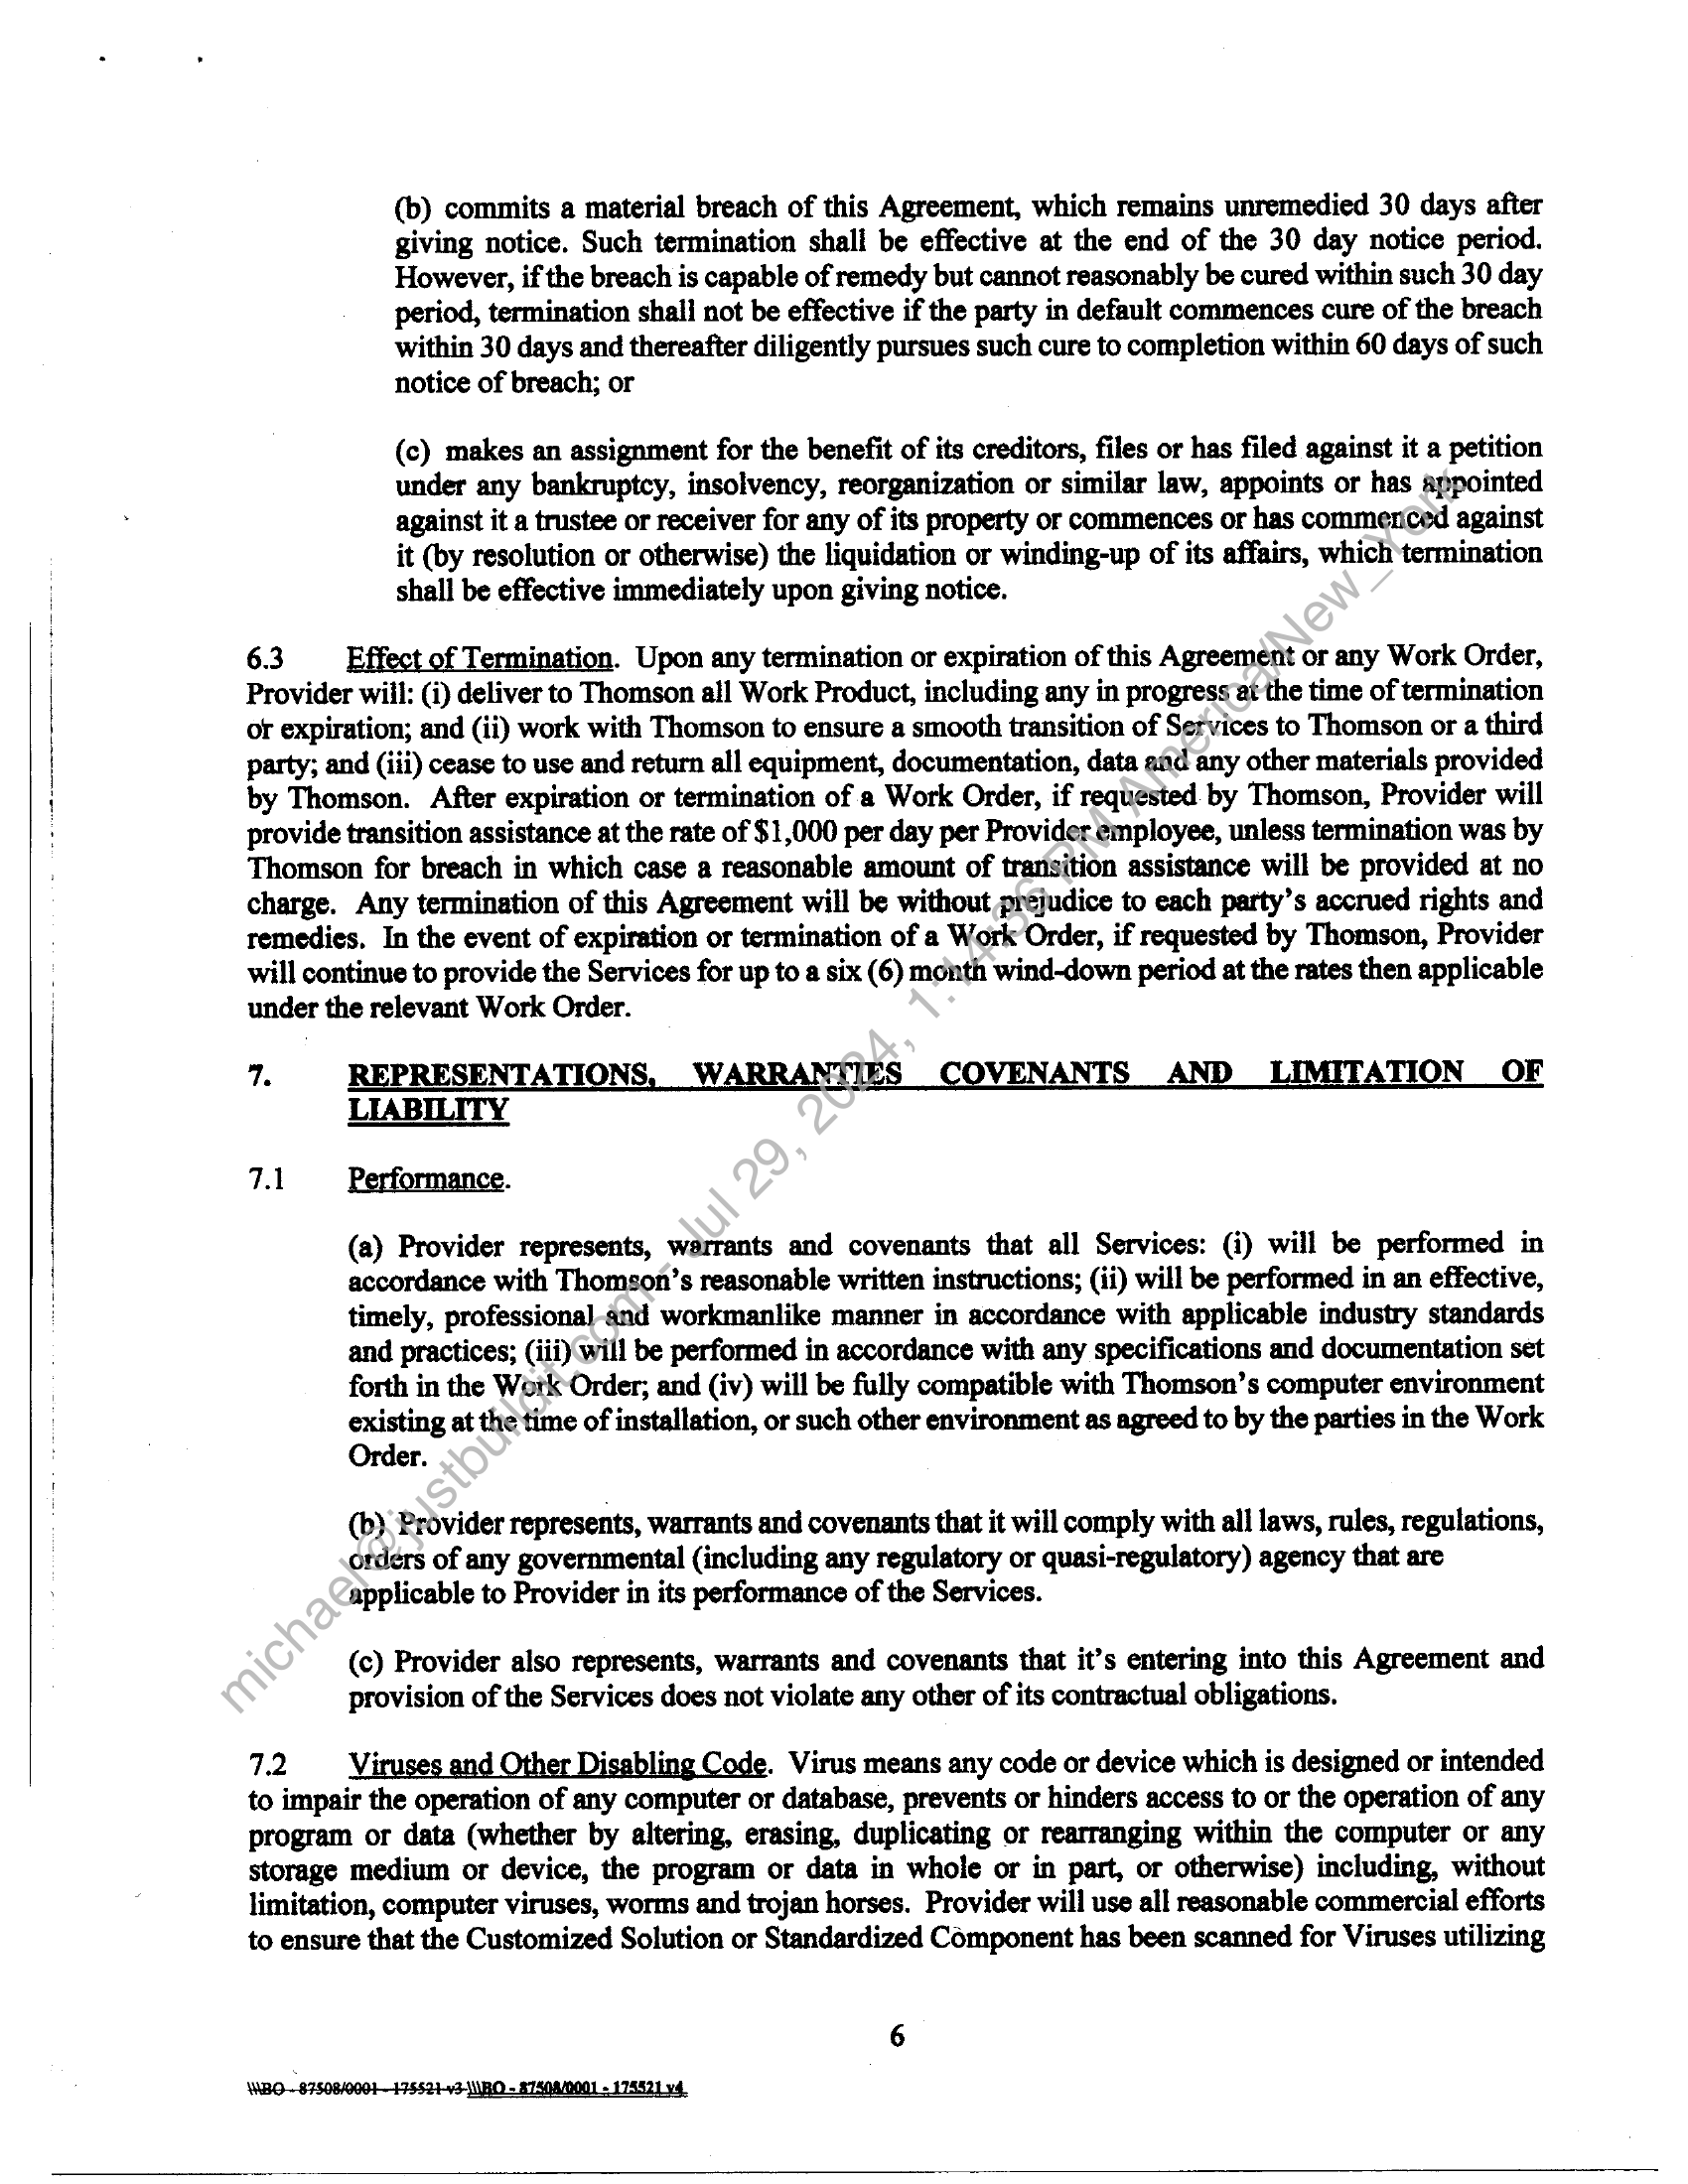 (b) commits a material breach of this Agreement, which remains unremedied 30 days after
giving notice. Such termination shall be effective at the end of the 30 day notice period.
However, if the breach is capable of remedy but cannot reasonably be cured within such 30 day
period, termination shall not be effective if the party in default commences cure of the breach
within 30 days and thereafter diligently pursues such cure to completion within 60 days of such
notice of breach; or
(c) makes an assignment for the benefit of its creditors, files or has filed against it a petition
under any bankruptcy, insolvency, reorganization or similar law, appoints or has appointed
against it a trustee or receiver for any of its property or commences or has commenced against
it (by resolution or otherwise) the liquidation or winding-up of its affairs, which termination
shall be effective immediately upon giving notice.
6.3 Effect of Termination. Upon any termination or expiration of this Agreement or any Work Order,
Provider will: (i) deliver to Thomson all Work Product, including any in progress at the time of termination
or expiration; and (ii) work with Thomson to ensure a smooth transition of Services to Thomson or a third
party; and (iii) cease to use and return all equipment, documentation, data and any other materials provided
by Thomson. After expiration or termination of a Work Order, if requested by Thomson, Provider will
provide transition assistance at the rate of $1,000 per day per Provider employee, unless termination was by
Thomson for breach in which case a reasonable amount of transition assistance will be provided at no
charge. Any termination of this Agreement will be without prejudice to each party's accrued rights and
remedies. In the event of expiration or termination of a Work Order, if requested by Thomson, Provider
will continue to provide the Services for up to a six (6) month wind-down period at the rates then applicable
under the relevant Work Order.
7. REPRESENTATIONS, WARRANTIES COVENANTS AND LIMITATION OF
LIABILITY
7.1 Performance.
(a) Provider represents, warrants and covenants that all Services: (i) will be performed in
accordance with Thomson's reasonable written instructions; (ii) will be performed in an effective,
timely, professional and workmanlike manner in accordance with applicable industry standards
and practices; (iii) will be performed in accordance with any specifications and documentation set
forth in the Work Order; and (iv) will be fully compatible with Thomson's computer environment
existing at the time of installation, or such other environment as agreed to by the parties in the Work
Order.
(b) Provider represents, warrants and covenants that it will comply with all laws, rules, regulations,
orders of any governmental (including any regulatory or quasi-regulatory) agency that are
applicable to Provider in its performance of the Services.
(c) Provider also represents, warrants and covenants that it's entering into this Agreement and
provision of the Services does not violate any other of its contractual obligations.
7.2 Viruses and Other Disabling Code. Virus means any code or device which is designed or intended
to impair the operation of any computer or database, prevents or hinders access to or the operation of any
program or data (whether by altering, erasing, duplicating or rearranging within the computer or any
storage medium or device, the program or data in whole or in part, or otherwise) including, without
limitation, computer viruses, worms and trojan horses. Provider will use all reasonable commercial efforts
to ensure that the Customized Solution or Standardized Component has been scanned for Viruses utilizing
6
\\\BO - 87508/0001 - 175521 v3 \\\BO - 87508/0001 - 175521 v4
michael@justbuildit.com - Jul 29, 2024, 1:14:36 PM America/New_York